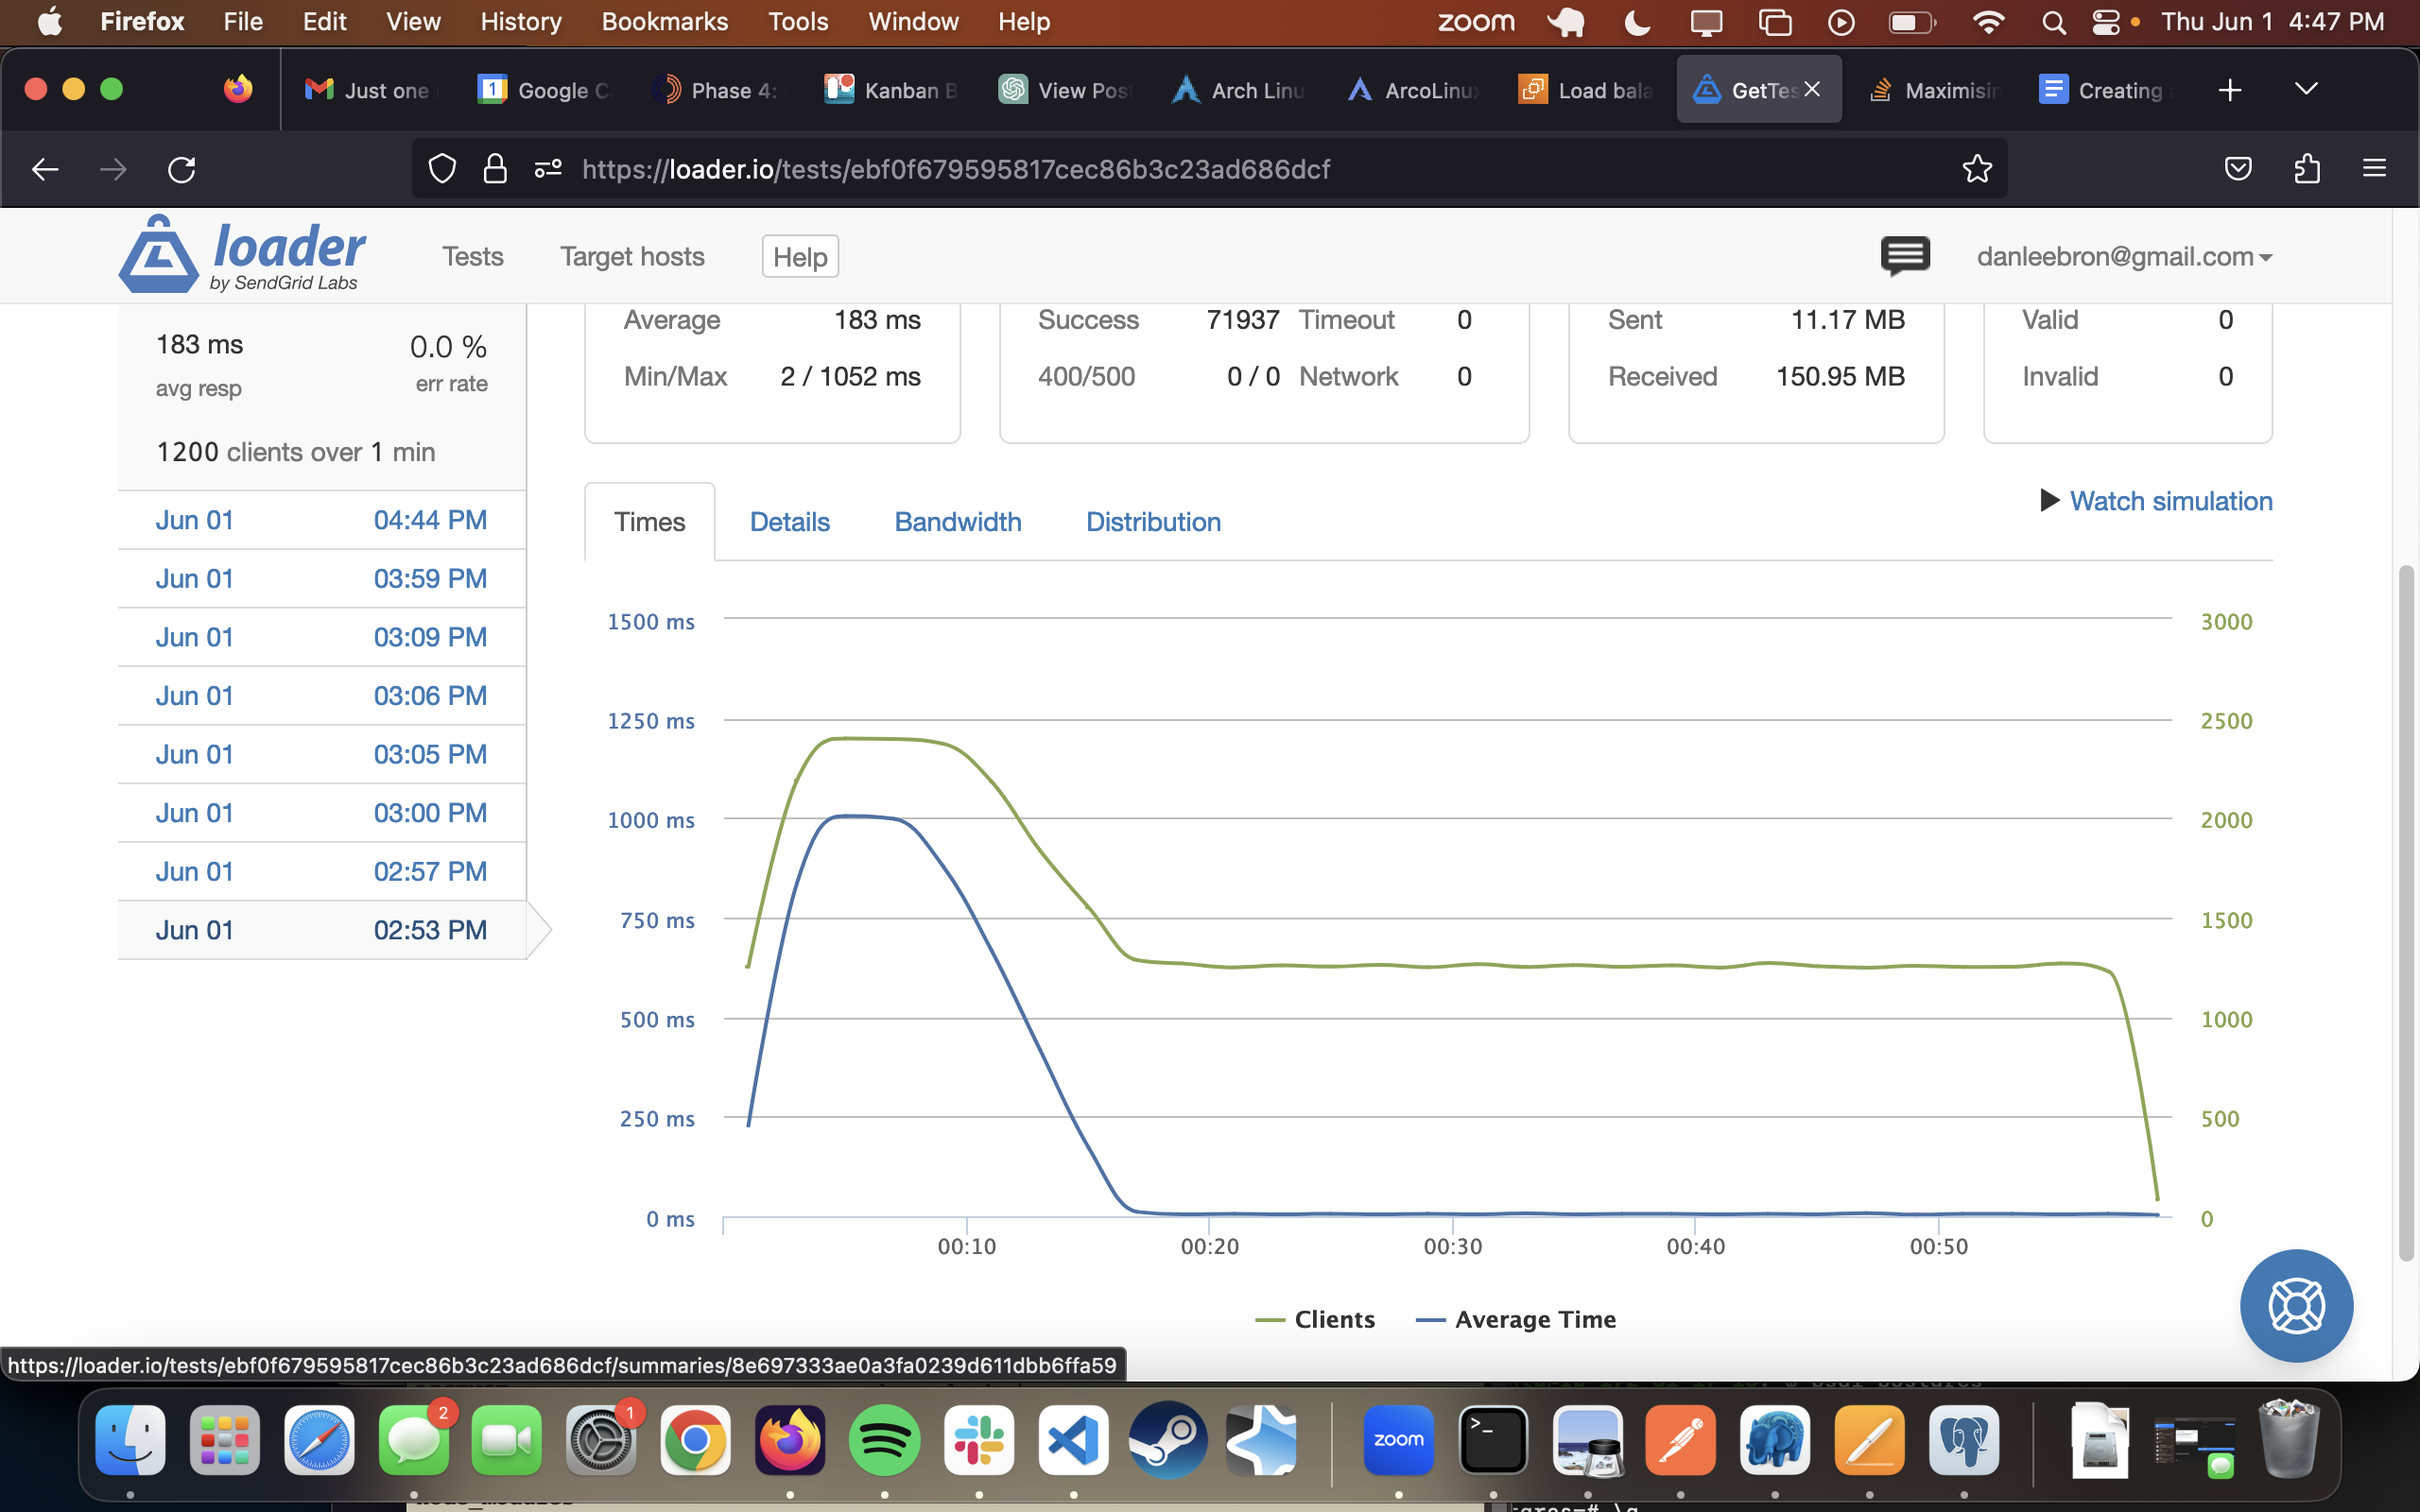 Firefox File Edit View History Bookmarks Tools Window Help zoom Thu Jun 1 4:47 PM
Just one Google C Phase 4: Kanban B View Pos Arch Linu ArcoLinu Load bala GetTes Maximisin Creating
https://loader.io/tests/ebf0f679595817cec86b3c23ad686dcf
loader
by SendGrid Labs
Tests Target hosts Help danleebron@gmail.com
183 ms 0.0 %
avg resp err rate
1200 clients over 1 min
Jun 01 04:44 PM
Jun 01 03:59 PM
Jun 01 03:09 PM
Jun 01 03:06 PM
Jun 01 03:05 PM
Jun 01 03:00 PM
Jun 01 02:57 PM
Jun 01 02:53 PM
Average 183 ms
Min/Max 2 / 1052 ms
Success 71937 Timeout 0
400/500 0 / 0 Network 0
Sent 11.17 MB
Received 150.95 MB
Valid 0
Invalid 0
Times Details Bandwidth Distribution
Watch simulation
1500 ms 3000
1250 ms 2500
1000 ms 2000
750 ms 1500
500 ms 1000
250 ms 500
0 ms 0
00:10 00:20 00:30 00:40 00:50
Clients Average Time
https://loader.io/tests/ebf0f679595817cec86b3c23ad686dcf/summaries/8e697333ae0a3fa0239d611dbb6ffa59
2
1
zoom